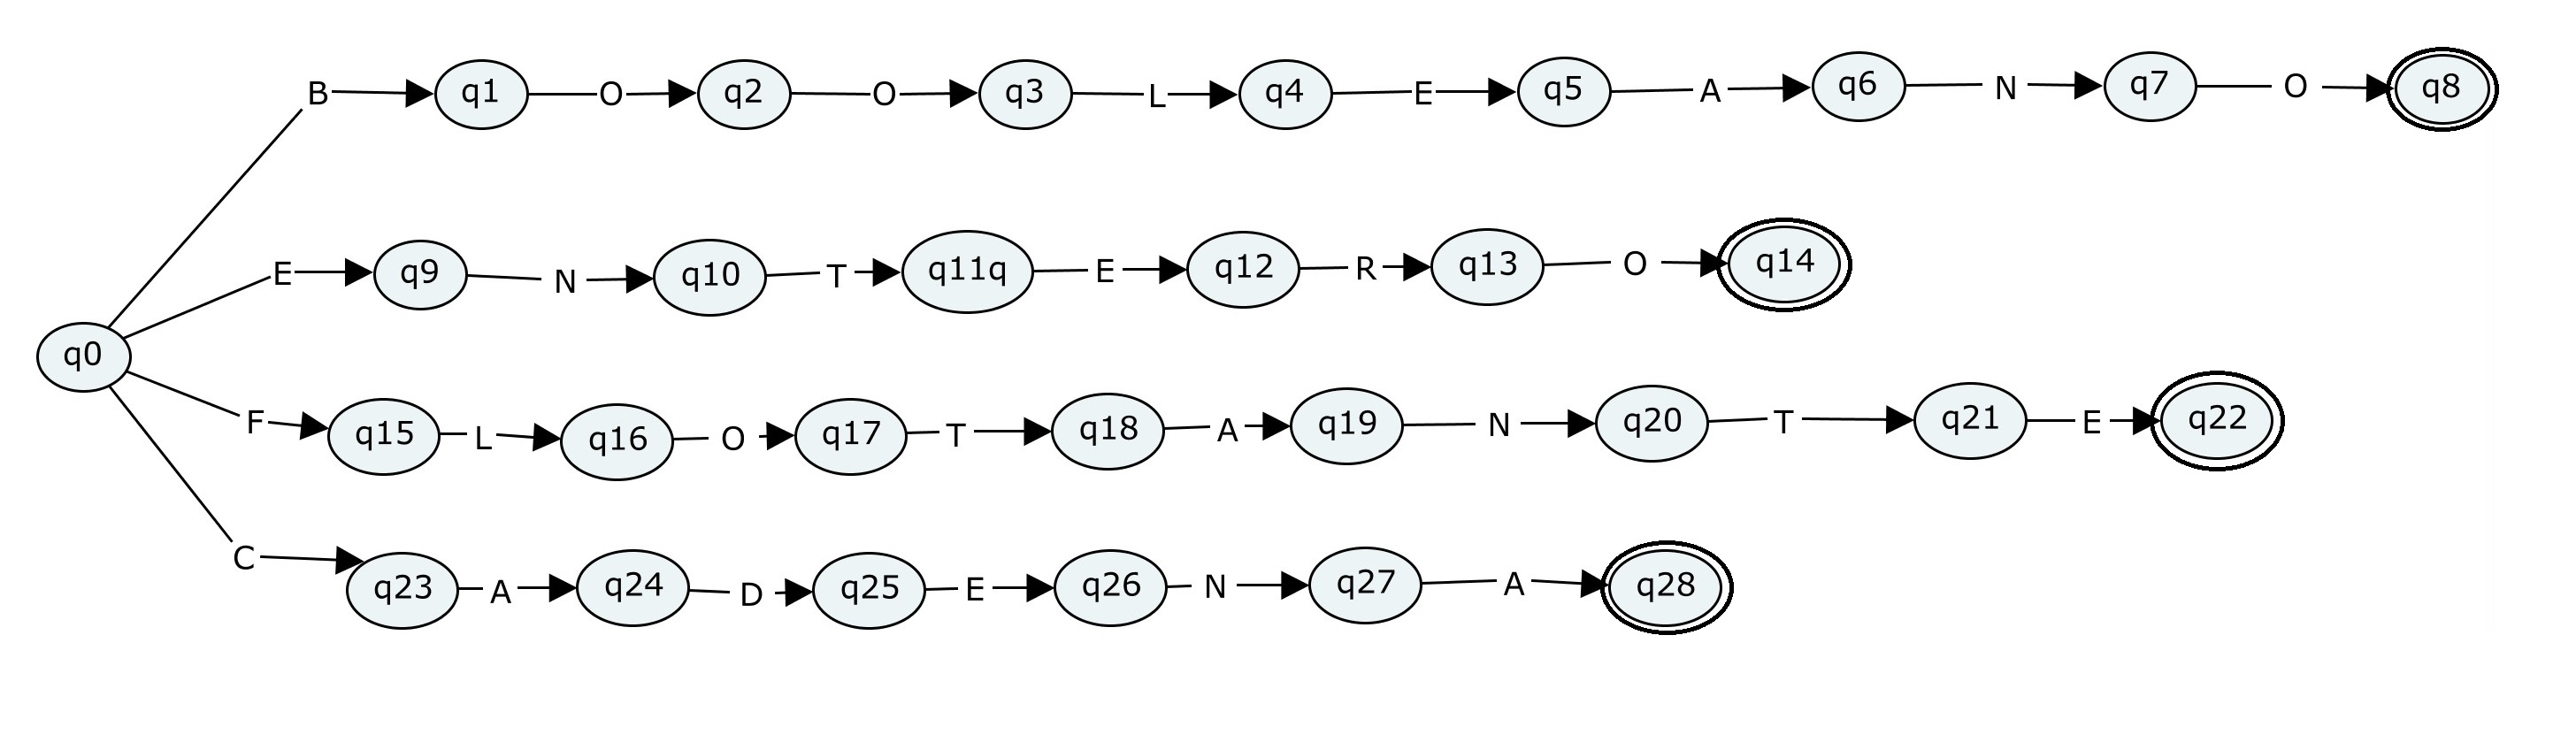 B q1 O q2 O q3 L q4 E q5 A q6 N q7 O q8
E q9 N q10 T q11q E q12 R q13 O q14
q0
F q15 L q16 O q17 T q18 A q19 N q20 T q21 E q22
C q23 A q24 D q25 E q26 N q27 A q28